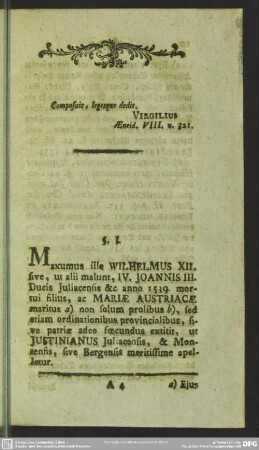 Composuit, legesque dedit.
VIRGILIUS
Æneid. VIII. v. 321.
§. I.
Maxumus ille WILHELMUS XII.
sive, ut alii malunt, IV. JOANNIS III.
Ducis Juliacensis &c anno 1539. mor-
tui filius, ac MARIÆ AUSTRIACÆ
maritus a) non solum prolibus b), sed
etiam ordinationibus provincialibus, si-
ve patriæ adeo fœcundus extitit, ut
JUSTINIANUS Juliacensis, & Mon-
tensis, sive Bergensis meritissime apel-
letur.
A 4 a) Ejus
DFG